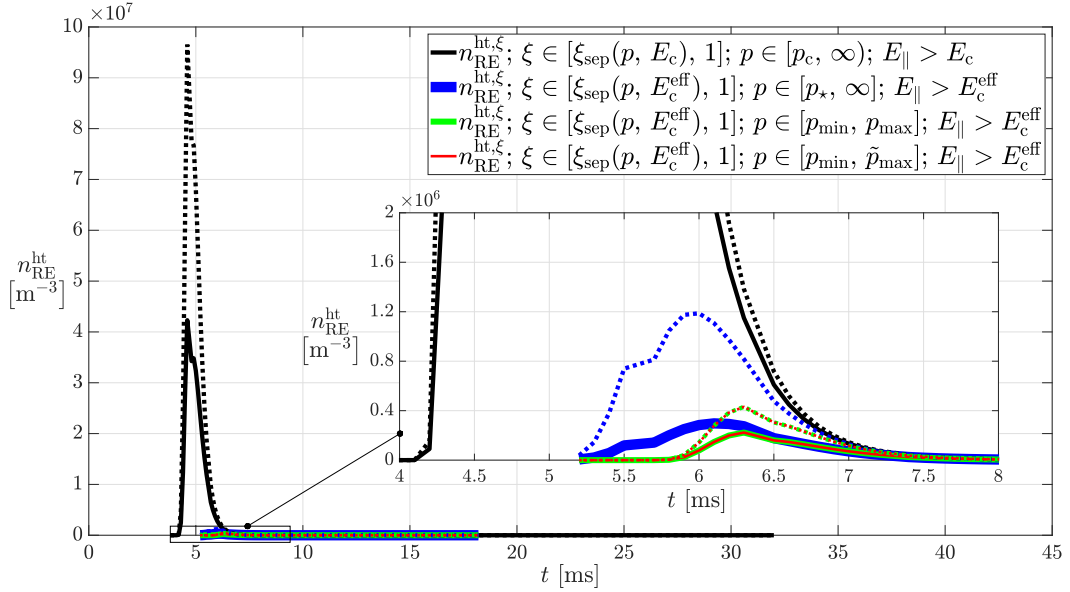 ×10⁷
10
9
8
7
6
5
4
3
2
1
0
n_RE^ht
[m⁻³]
n_RE^{ht,ξ}; ξ ∈ [ξ_sep(p, E_c), 1]; p ∈ [p_c, ∞); E_∥ > E_c
n_RE^{ht,ξ}; ξ ∈ [ξ_sep(p, E_c^eff), 1]; p ∈ [p_⋆, ∞]; E_∥ > E_c^eff
n_RE^{ht,ξ}; ξ ∈ [ξ_sep(p, E_c^eff), 1]; p ∈ [p_min, p_max]; E_∥ > E_c^eff
n_RE^{ht,ξ}; ξ ∈ [ξ_sep(p, E_c^eff), 1]; p ∈ [p_min, p̃_max]; E_∥ > E_c^eff
×10⁶
2
1.6
1.2
0.8
0.4
0
n_RE^ht
[m⁻³]
4 4.5 5 5.5 6 6.5 7 7.5 8
t [ms]
0 5 10 15 20 25 30 35 40 45
t [ms]